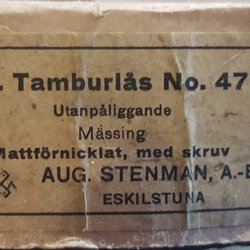 . Tamburlås No. 47
Utanpåliggande
Mässing
Mattförnicklat, med skruv
AUG. STENMAN, A.-B
ESKILSTUNA